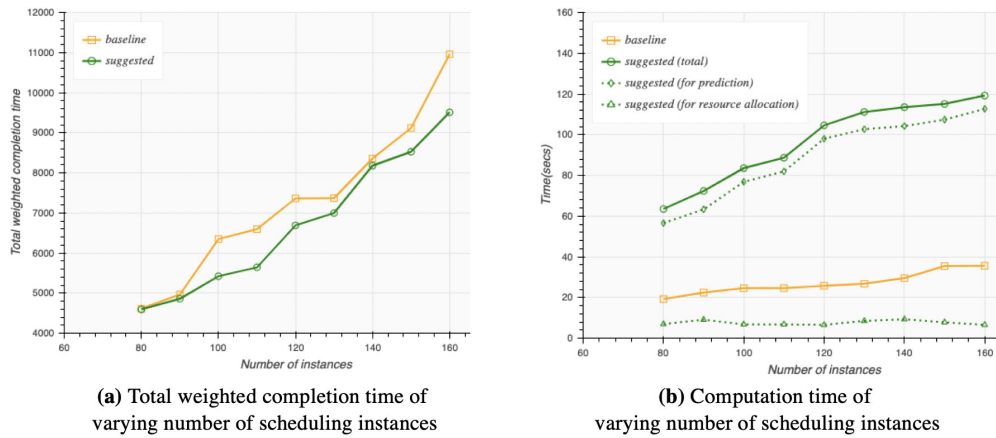 12000
11000
10000
9000
8000
7000
6000
5000
4000
60
80
100
120
140
160
Total weighted completion time
Number of instances
baseline
suggested
(a) Total weighted completion time of
varying number of scheduling instances
160
140
120
100
80
60
40
20
0
60
80
100
120
140
160
Time(secs)
Number of instances
baseline
suggested (total)
suggested (for prediction)
suggested (for resource allocation)
(b) Computation time of
varying number of scheduling instances